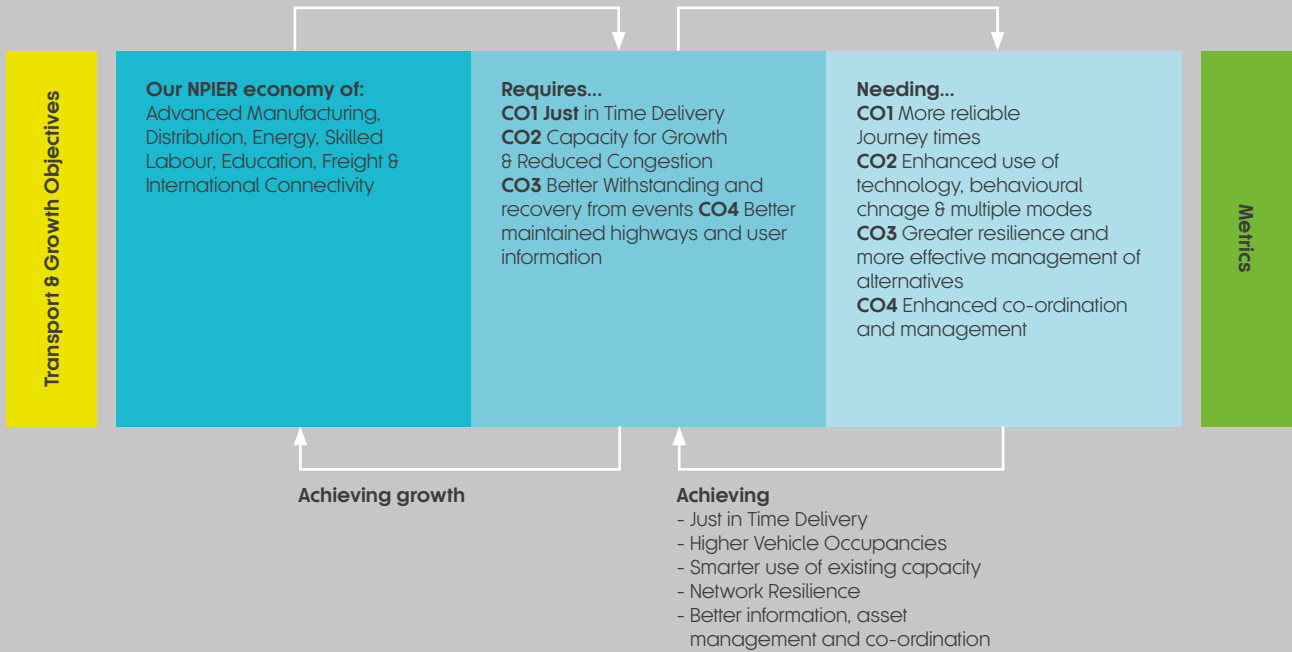 Transport & Growth Objectives
Our NPIER economy of:
Advanced Manufacturing,
Distribution, Energy, Skilled
Labour, Education, Freight &
International Connectivity
Requires...
CO1 Just in Time Delivery
CO2 Capacity for Growth
& Reduced Congestion
CO3 Better Withstanding and
recovery from events CO4 Better
maintained highways and user
information
Needing...
CO1 More reliable
Journey times
CO2 Enhanced use of
technology, behavioural
chnage & multiple modes
CO3 Greater resilience and
more effective management of
alternatives
CO4 Enhanced co-ordination
and management
Metrics
Achieving growth
Achieving
- Just in Time Delivery
- Higher Vehicle Occupancies
- Smarter use of existing capacity
- Network Resilience
- Better information, asset
management and co-ordination